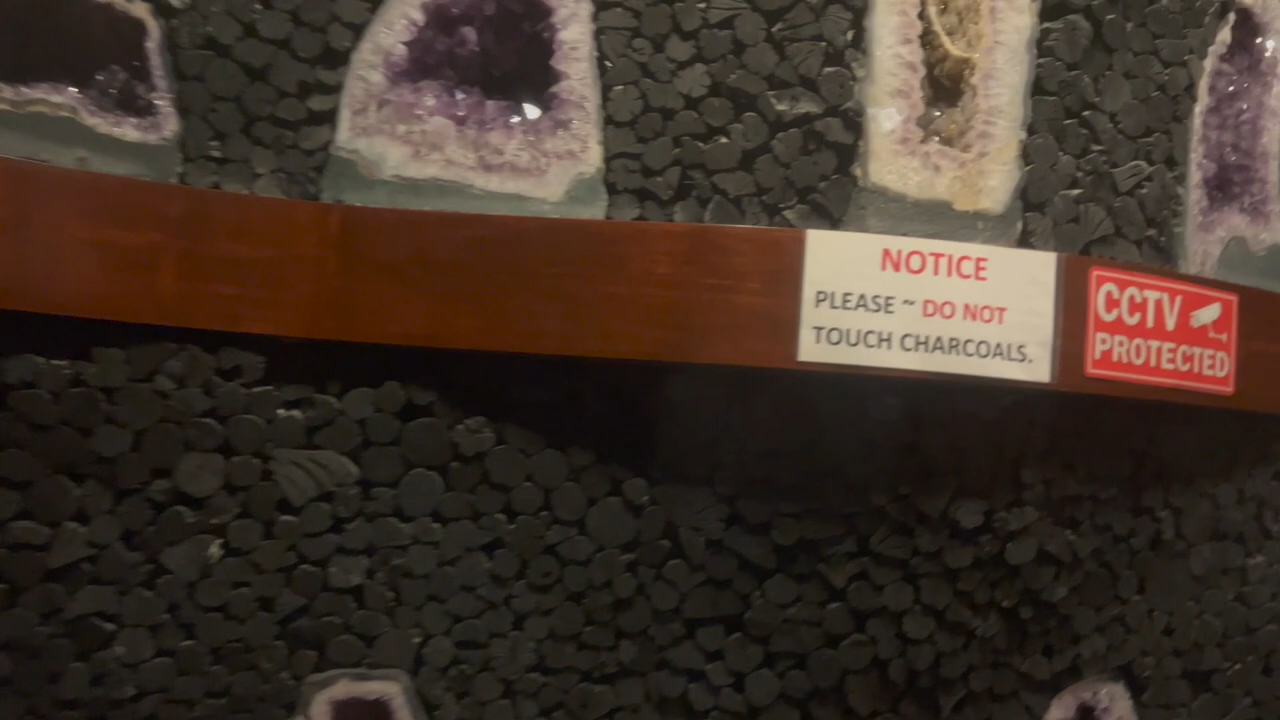 NOTICE
PLEASE ~ DO NOT
TOUCH CHARCOALS.
CCTV
PROTECTED